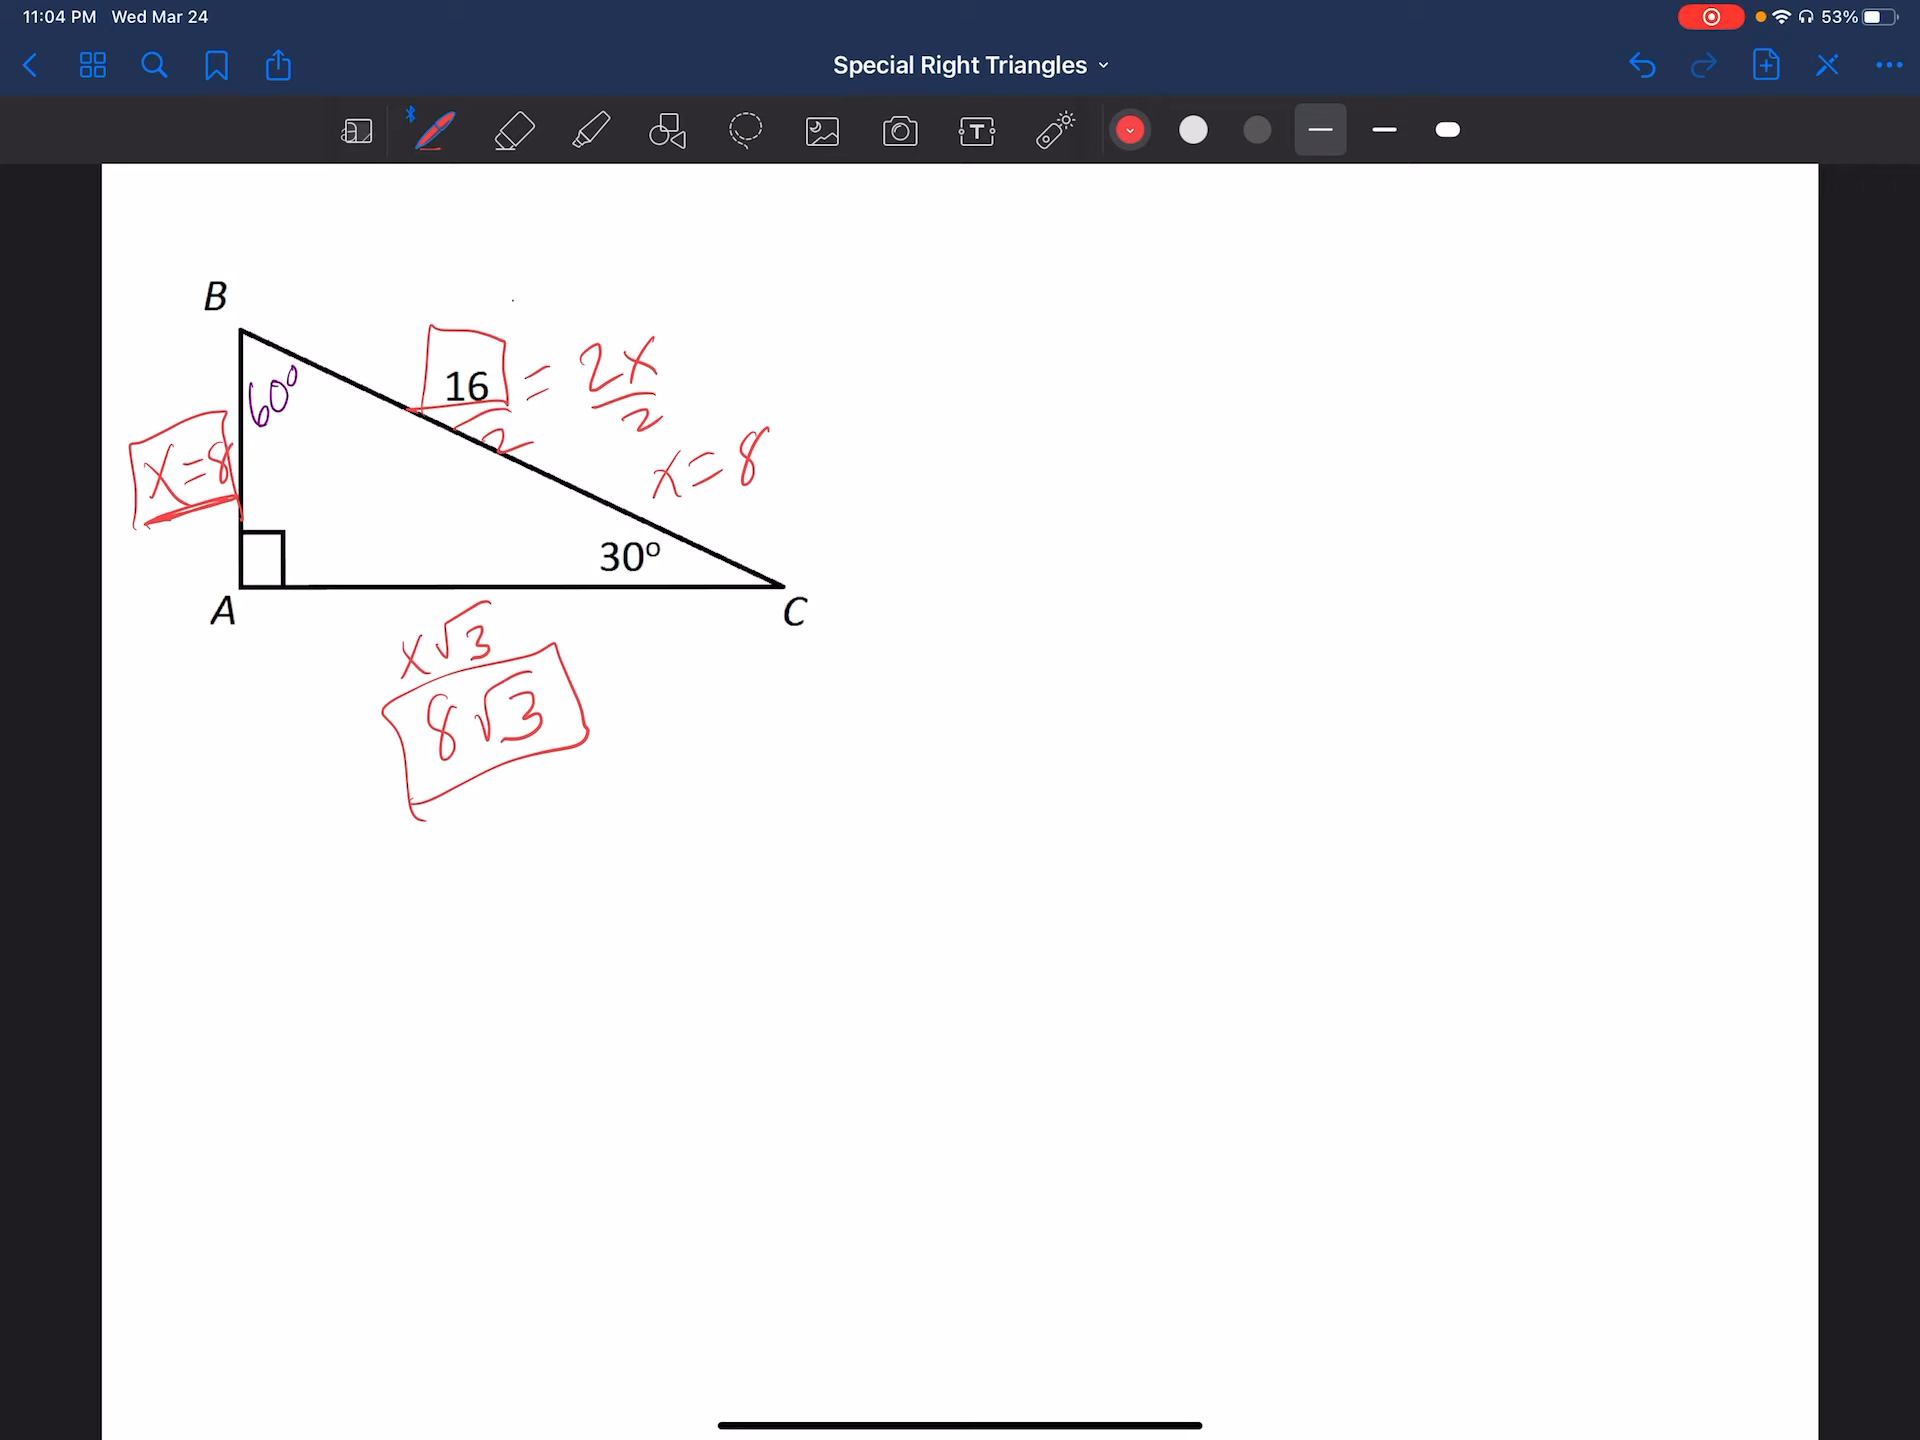 11:04 PM Wed Mar 24
53%
Special Right Triangles
T
B
16 = 2x
60°
2
2
x=8
x=8
30º
A
C
x√3
8√3